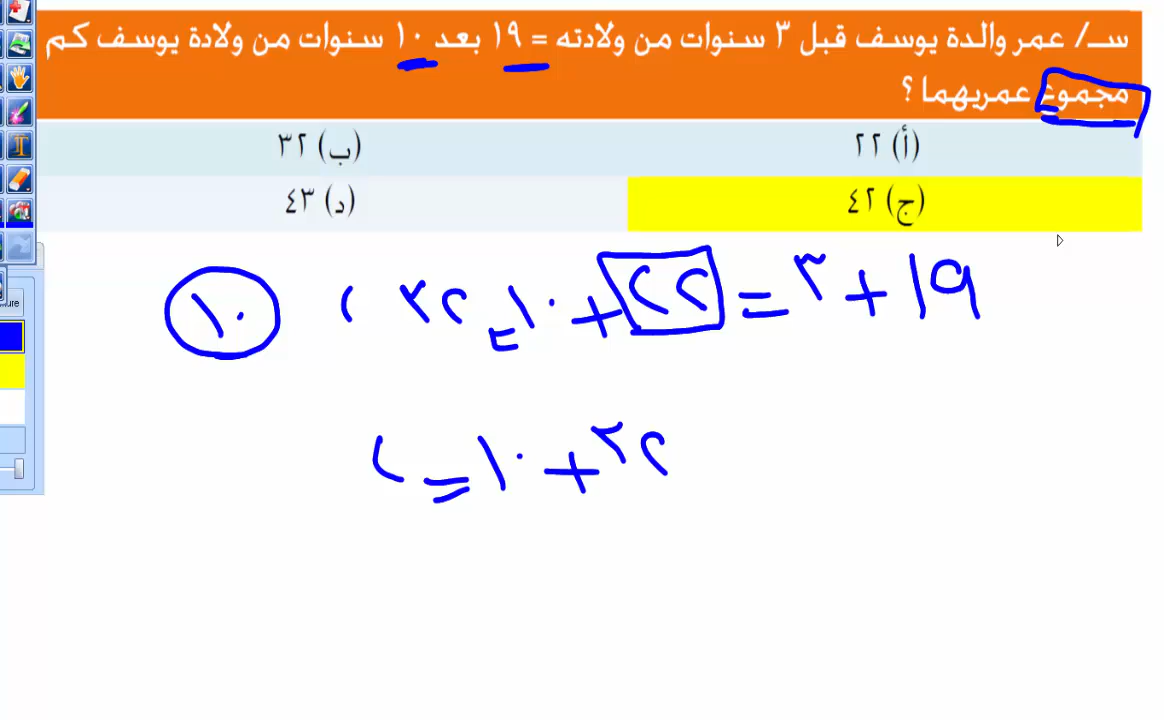 سـ/ عمر والدة يوسف قبل ٣ سنوات من ولادته = ١٩ بعد ١٠ سنوات من ولادة يوسف كم
مجموع عمريهما ؟
(أ) ٢٢
(ب) ٣٢
(ج) ٤٢
(د) ٤٣
١٩ + ٣ = ٢٢ + ١٠ = ٣٢ ، ١٠
٣٢ + ١٠ =